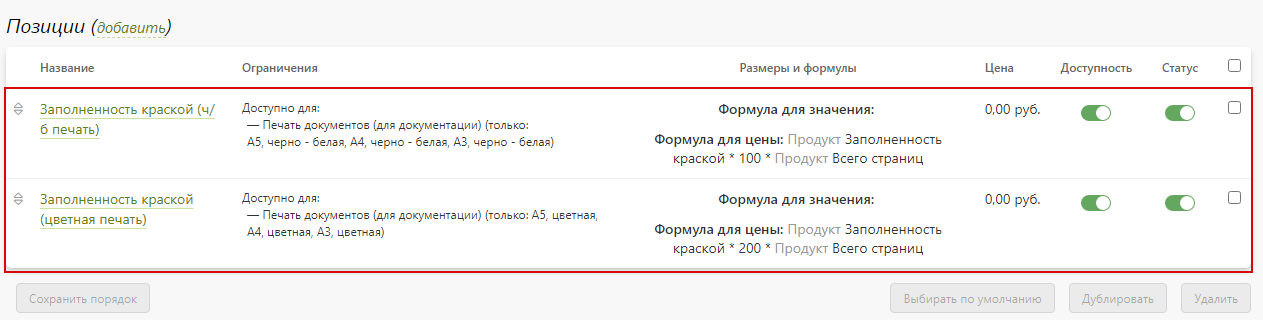 Позиции (добавить)
Название Ограничения Размеры и формулы Цена Доступность Статус
Заполненность краской (ч/
б печать)
Доступно для:
— Печать документов (для документации) (только:
А5, черно - белая, А4, черно - белая, А3, черно - белая)
Формула для значения:
Формула для цены: Продукт Заполненность
краской * 100 * Продукт Всего страниц
0,00 руб.
Заполненность краской
(цветная печать)
Доступно для:
— Печать документов (для документации) (только: А5, цветная,
А4, цветная, А3, цветная)
Формула для значения:
Формула для цены: Продукт Заполненность
краской * 200 * Продукт Всего страниц
0,00 руб.
Сохранить порядок Выбирать по умолчанию Дублировать Удалить